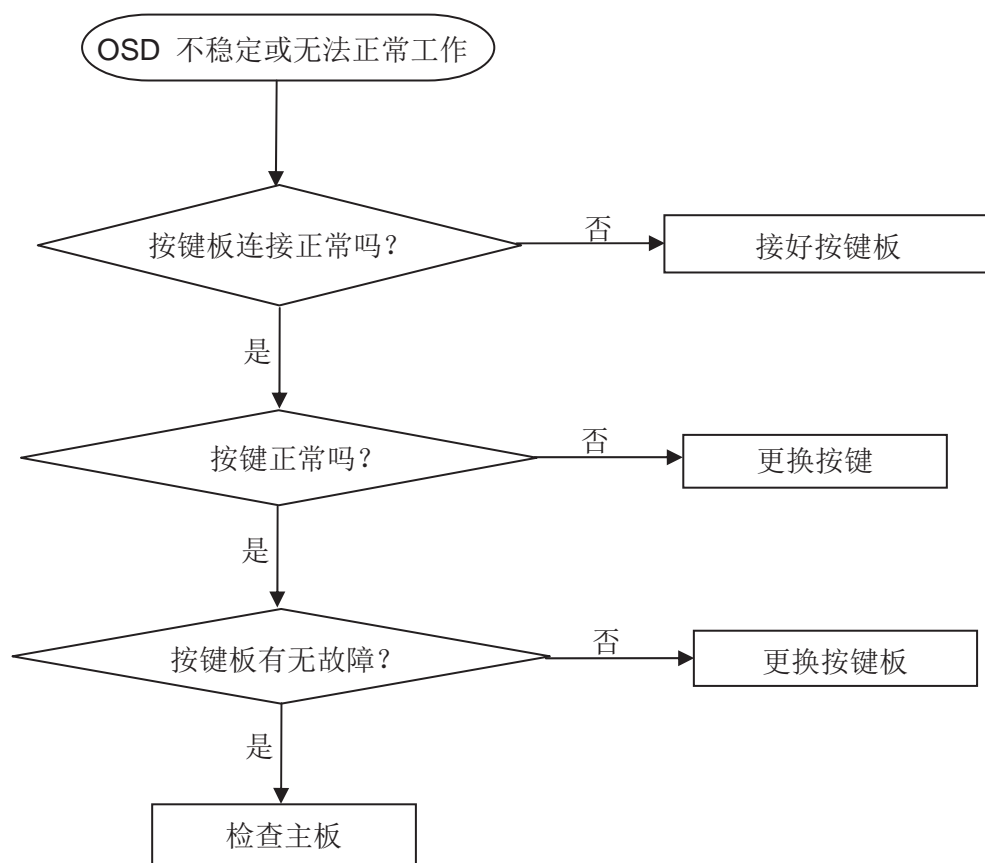 OSD 不稳定或无法正常工作
按键板连接正常吗？
否
接好按键板
是
按键正常吗？
否
更换按键
是
按键板有无故障？
否
更换按键板
是
检查主板